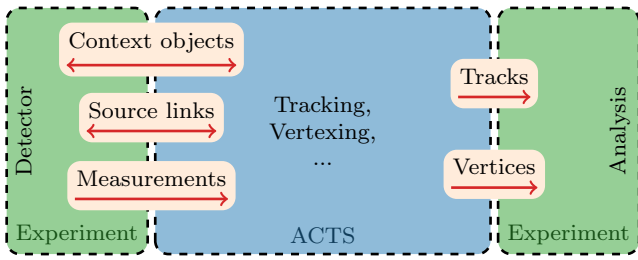 Detector
Context objects
Source links
Measurements
Experiment
Tracking,
Vertexing,
...
ACTS
Tracks
Vertices
Analysis
Experiment